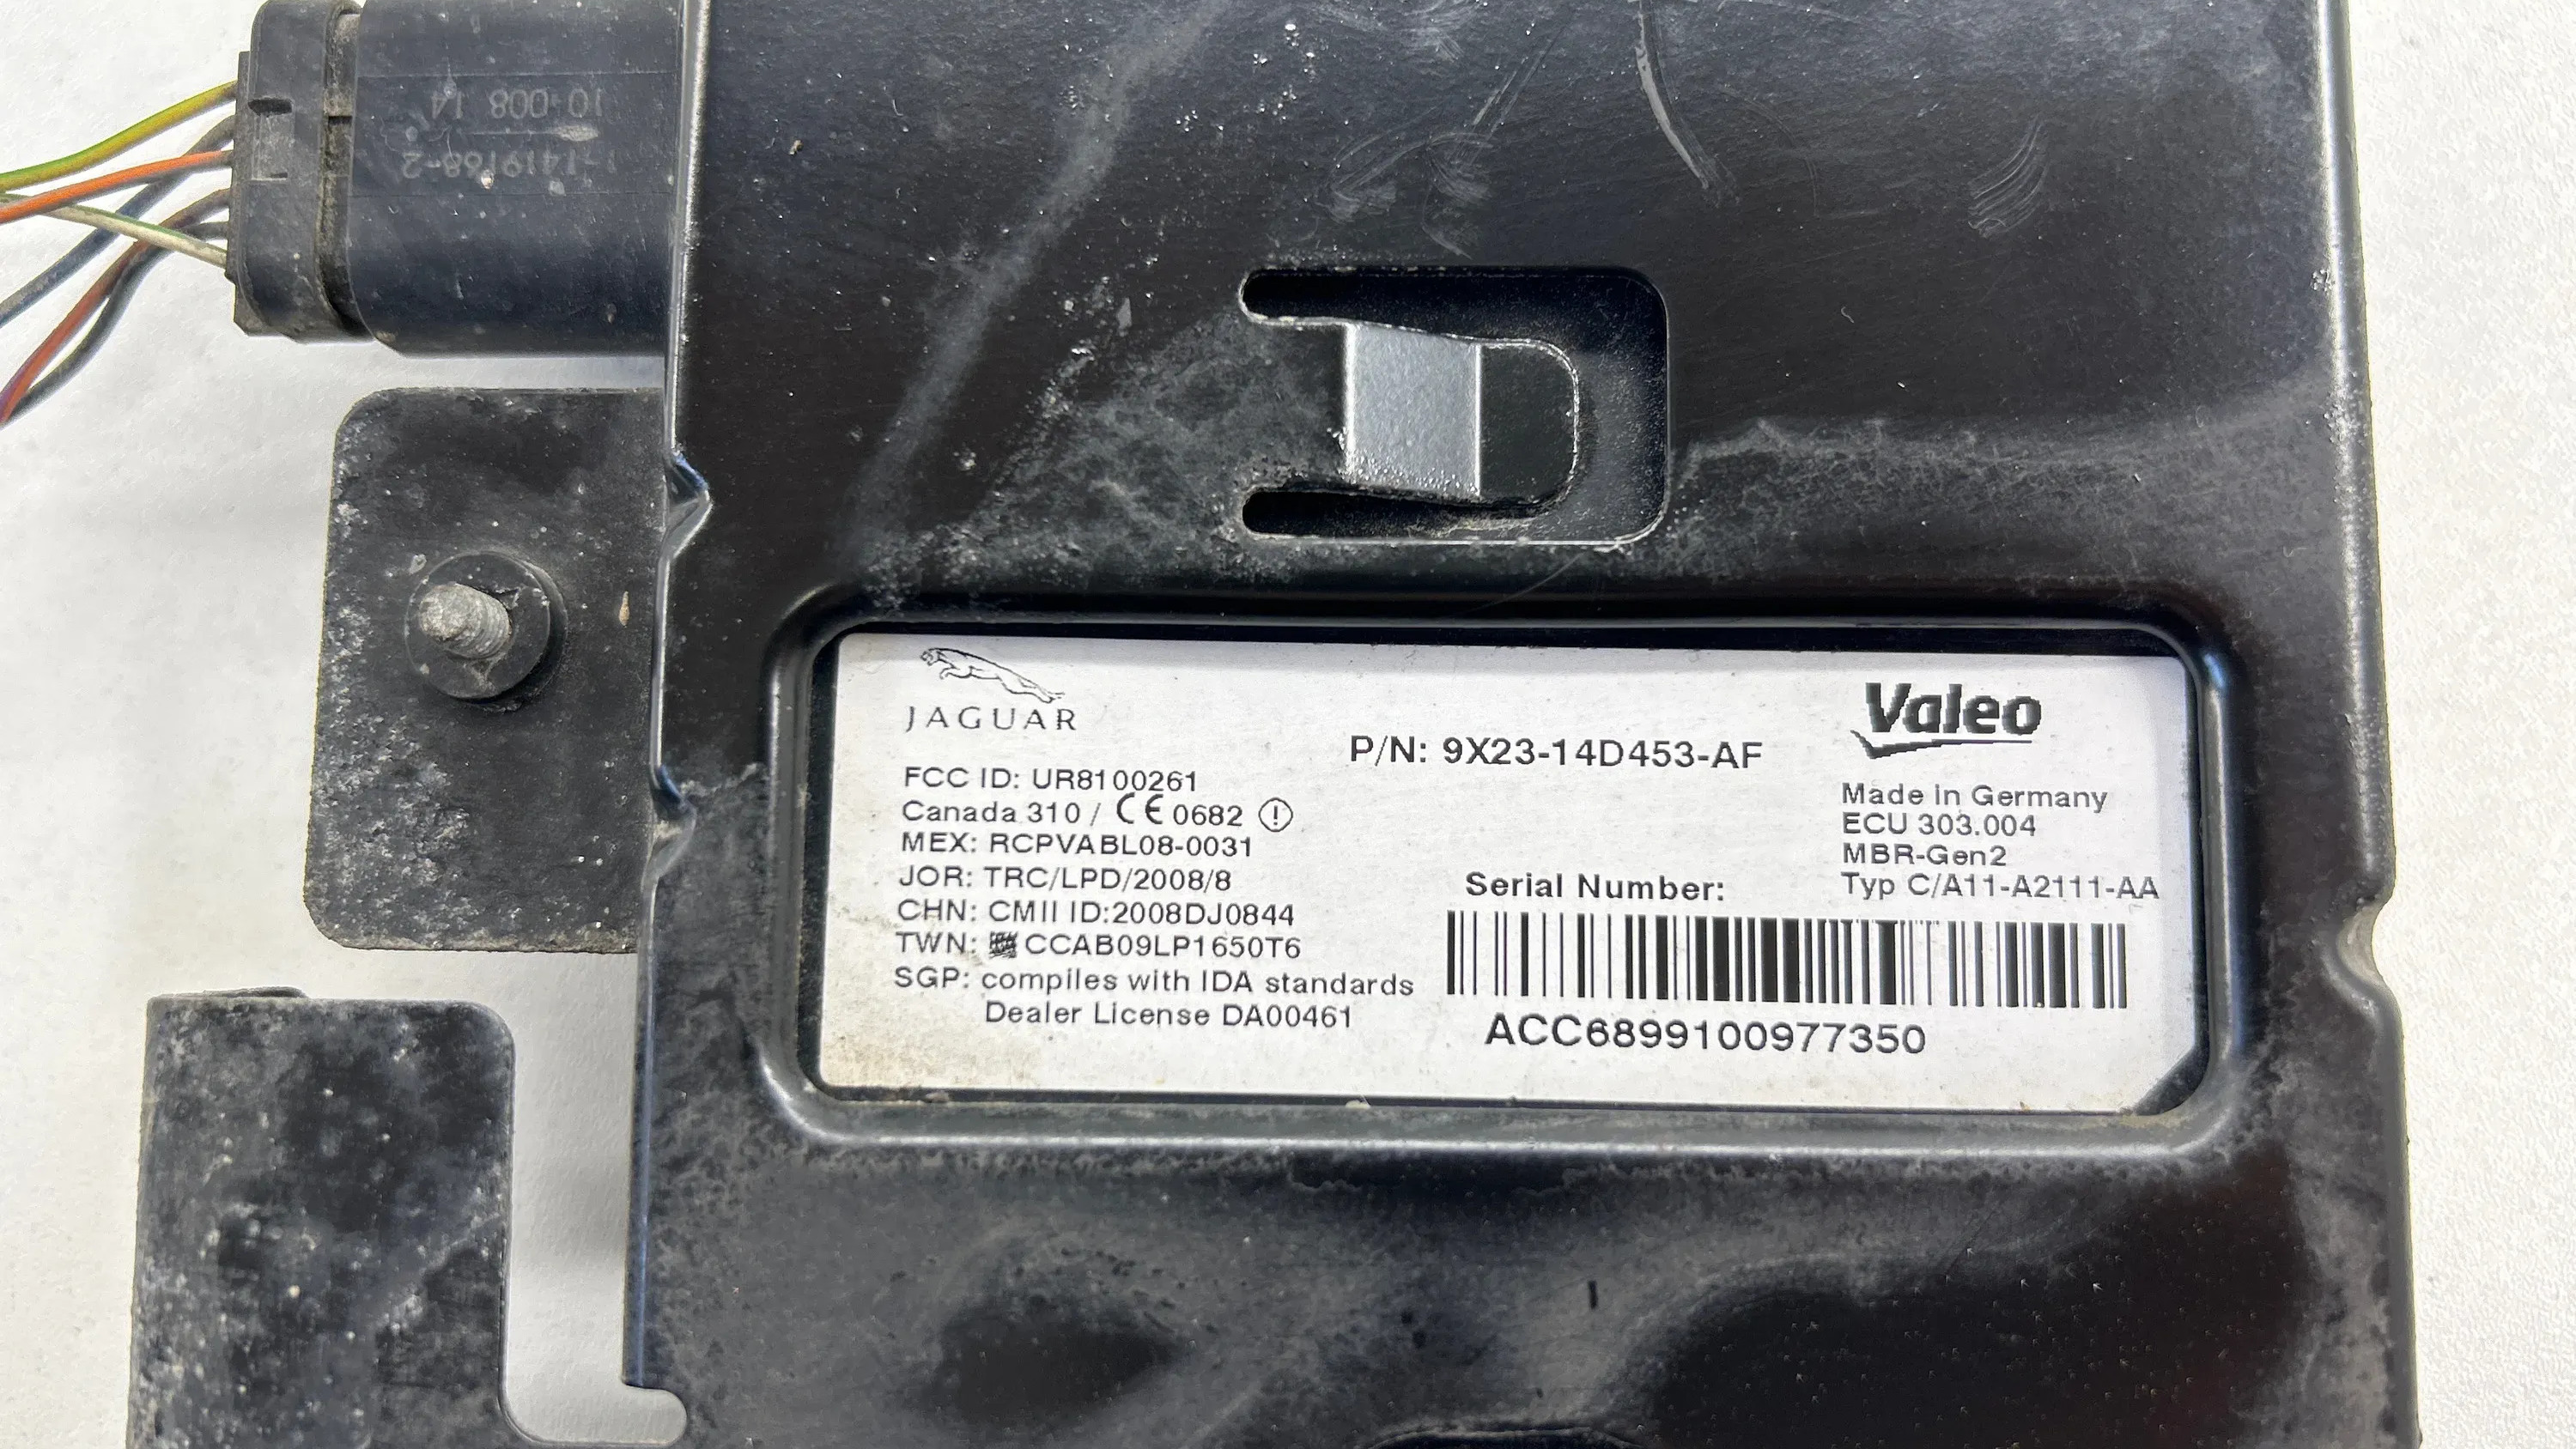 10-008 14
1-1419168-2
JAGUAR
P/N: 9X23-14D453-AF
Valeo
FCC ID: UR8100261
Canada 310 / CE 0682
MEX: RCPVABL08-0031
JOR: TRC/LPD/2008/8
CHN: CMII ID:2008DJ0844
TWN: CCAB09LP1650T6
SGP: compiles with IDA standards
Dealer License DA00461
Made in Germany
ECU 303.004
MBR-Gen2
Typ C/A11-A2111-AA
Serial Number:
ACC6899100977350